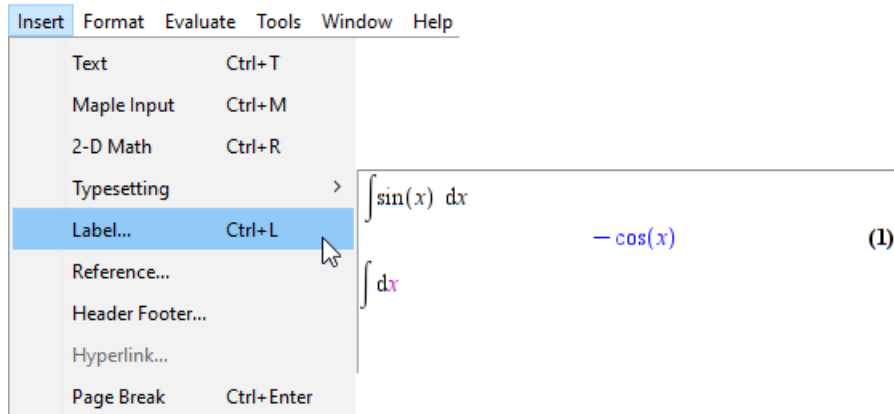 Insert Format Evaluate Tools Window Help
Text Ctrl+T
Maple Input Ctrl+M
2-D Math Ctrl+R
Typesetting >
Label... Ctrl+L
Reference...
Header Footer...
Hyperlink...
Page Break Ctrl+Enter
∫sin(x) dx
−cos(x) (1)
∫ dx